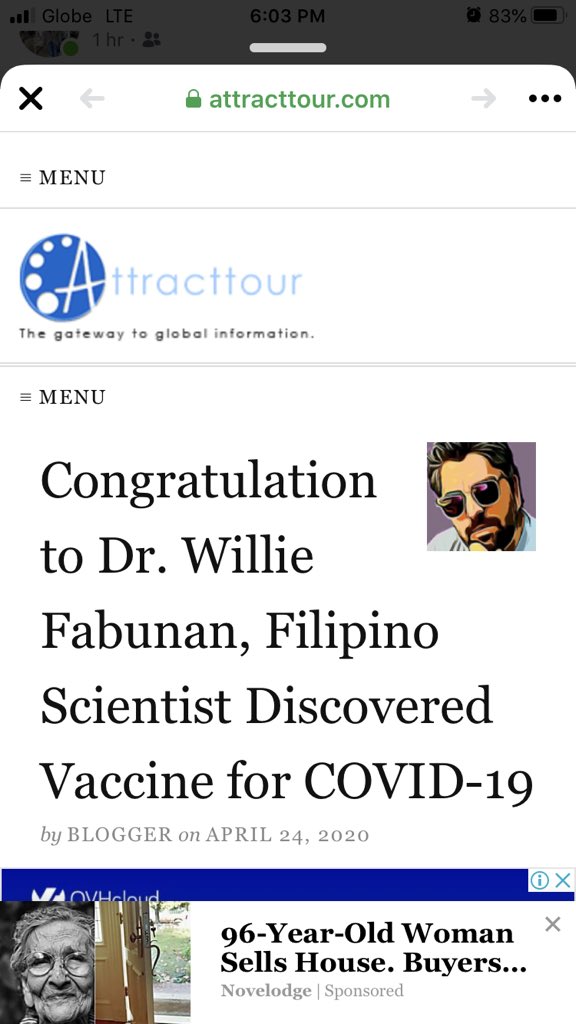 Globe LTE 6:03 PM 83%
1 hr ·
attracttour.com
≡ MENU
Attracttour
The gateway to global information.
≡ MENU
Congratulation
to Dr. Willie
Fabunan, Filipino
Scientist Discovered
Vaccine for COVID-19
by BLOGGER on APRIL 24, 2020
OVHcloud
96-Year-Old Woman
Sells House. Buyers...
Novelodge | Sponsored